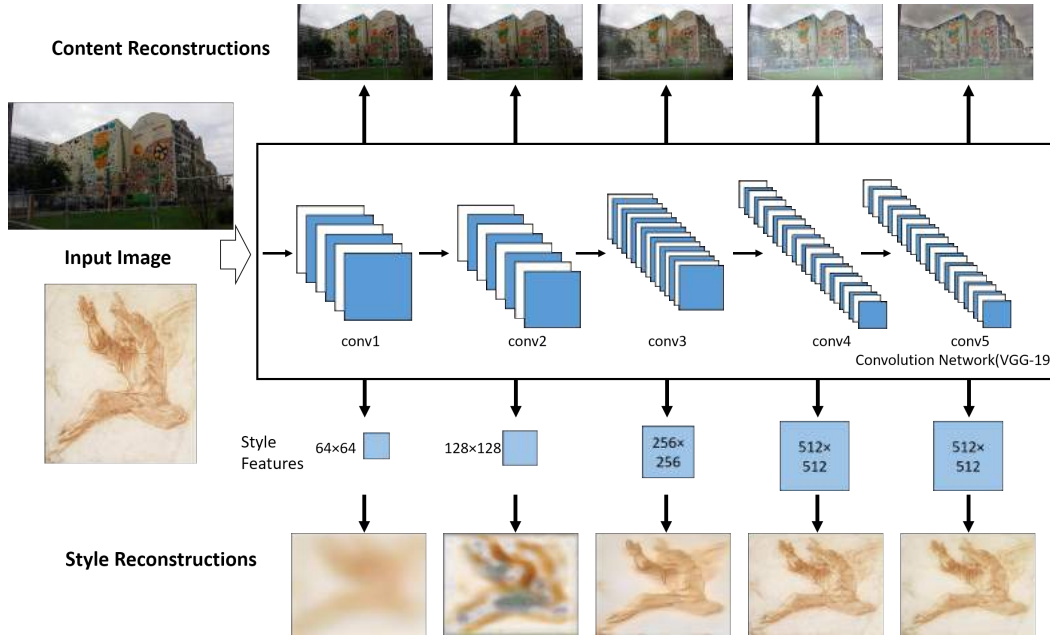 Content Reconstructions
Input Image
conv1
conv2
conv3
conv4
conv5
Convolution Network(VGG-19
Style
Features
64×64
128×128
256×
256
512×
512
512×
512
Style Reconstructions